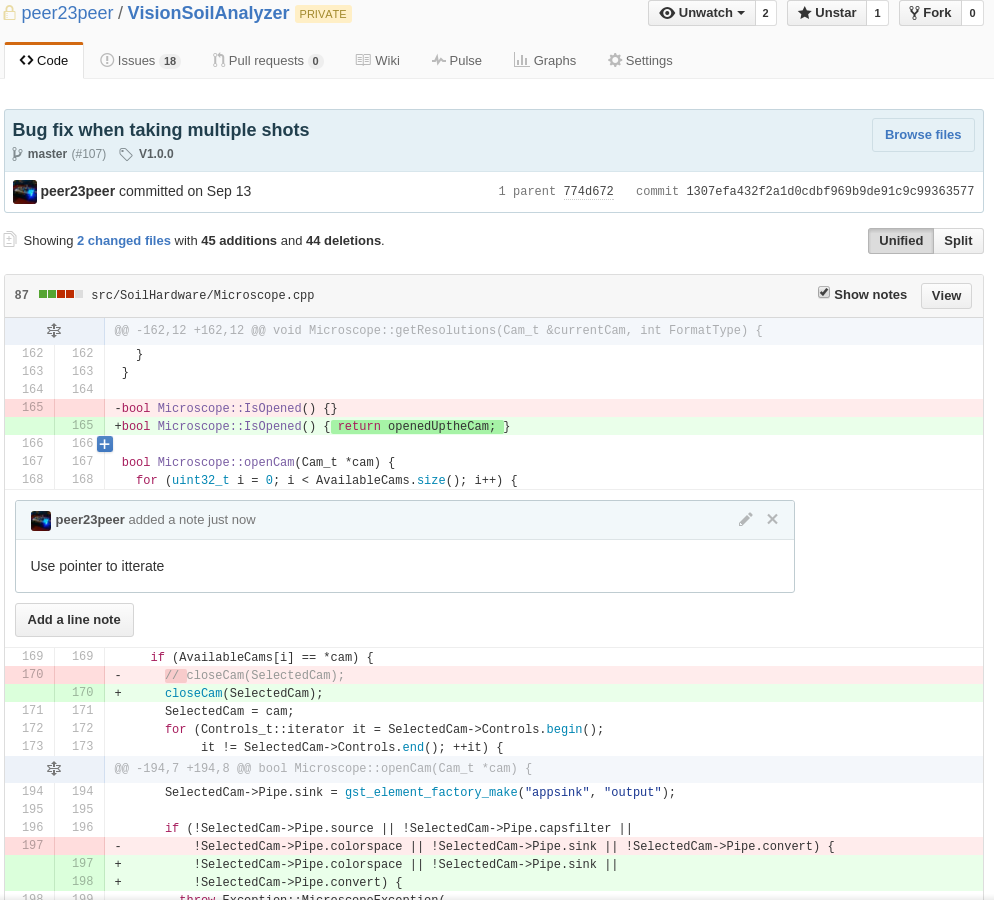 peer23peer / VisionSoilAnalyzer PRIVATE Unwatch 2 Unstar 1 Fork 0
Code Issues 18 Pull requests 0 Wiki Pulse Graphs Settings
Bug fix when taking multiple shots Browse files
master (#107) V1.0.0
peer23peer committed on Sep 13 1 parent 774d672 commit 1307efa432f2a1d0cdbf969b9de91c9c99363577
Showing 2 changed files with 45 additions and 44 deletions. Unified Split
87 src/SoilHardware/Microscope.cpp Show notes View
@@ -162,12 +162,12 @@ void Microscope::getResolutions(Cam_t &currentCam, int FormatType) {
162 162 }
163 163 }
164 164
165 -bool Microscope::IsOpened() {}
165 +bool Microscope::IsOpened() { return openedUptheCam; }
166 166 +
167 167 bool Microscope::openCam(Cam_t *cam) {
168 168 for (uint32_t i = 0; i < AvailableCams.size(); i++) {
peer23peer added a note just now
Use pointer to itterate
Add a line note
169 169 if (AvailableCams[i] == *cam) {
170 - // closeCam(SelectedCam);
170 + closeCam(SelectedCam);
171 171 SelectedCam = cam;
172 172 for (Controls_t::iterator it = SelectedCam->Controls.begin();
173 173 it != SelectedCam->Controls.end(); ++it) {
@@ -194,7 +194,8 @@ bool Microscope::openCam(Cam_t *cam) {
194 194 SelectedCam->Pipe.sink = gst_element_factory_make("appsink", "output");
195 195
196 196 if (!SelectedCam->Pipe.source || !SelectedCam->Pipe.capsfilter ||
197 - !SelectedCam->Pipe.colorspace || !SelectedCam->Pipe.sink || !SelectedCam->Pipe.convert) {
197 + !SelectedCam->Pipe.colorspace || !SelectedCam->Pipe.sink ||
198 + !SelectedCam->Pipe.convert) {
198 199 throw Exception::MicroscopeException(